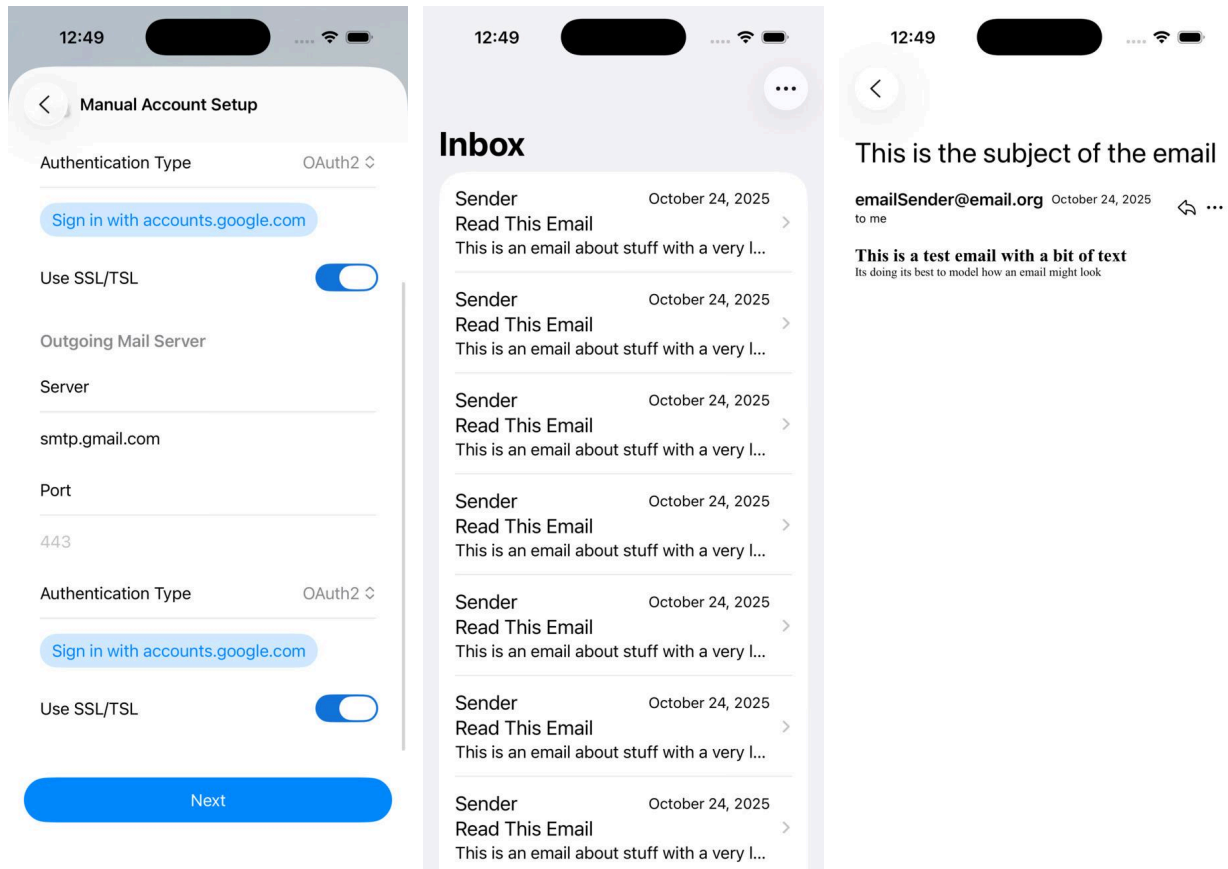 12:49
Manual Account Setup
Authentication Type OAuth2
Sign in with accounts.google.com
Use SSL/TSL
Outgoing Mail Server
Server
smtp.gmail.com
Port
443
Authentication Type OAuth2
Sign in with accounts.google.com
Use SSL/TSL
Next
12:49
Inbox
Sender October 24, 2025
Read This Email
This is an email about stuff with a very l...
Sender October 24, 2025
Read This Email
This is an email about stuff with a very l...
Sender October 24, 2025
Read This Email
This is an email about stuff with a very l...
Sender October 24, 2025
Read This Email
This is an email about stuff with a very l...
Sender October 24, 2025
Read This Email
This is an email about stuff with a very l...
Sender October 24, 2025
Read This Email
This is an email about stuff with a very l...
Sender October 24, 2025
Read This Email
This is an email about stuff with a very l...
12:49
This is the subject of the email
emailSender@email.org October 24, 2025
to me
This is a test email with a bit of text
Its doing its best to model how an email might look